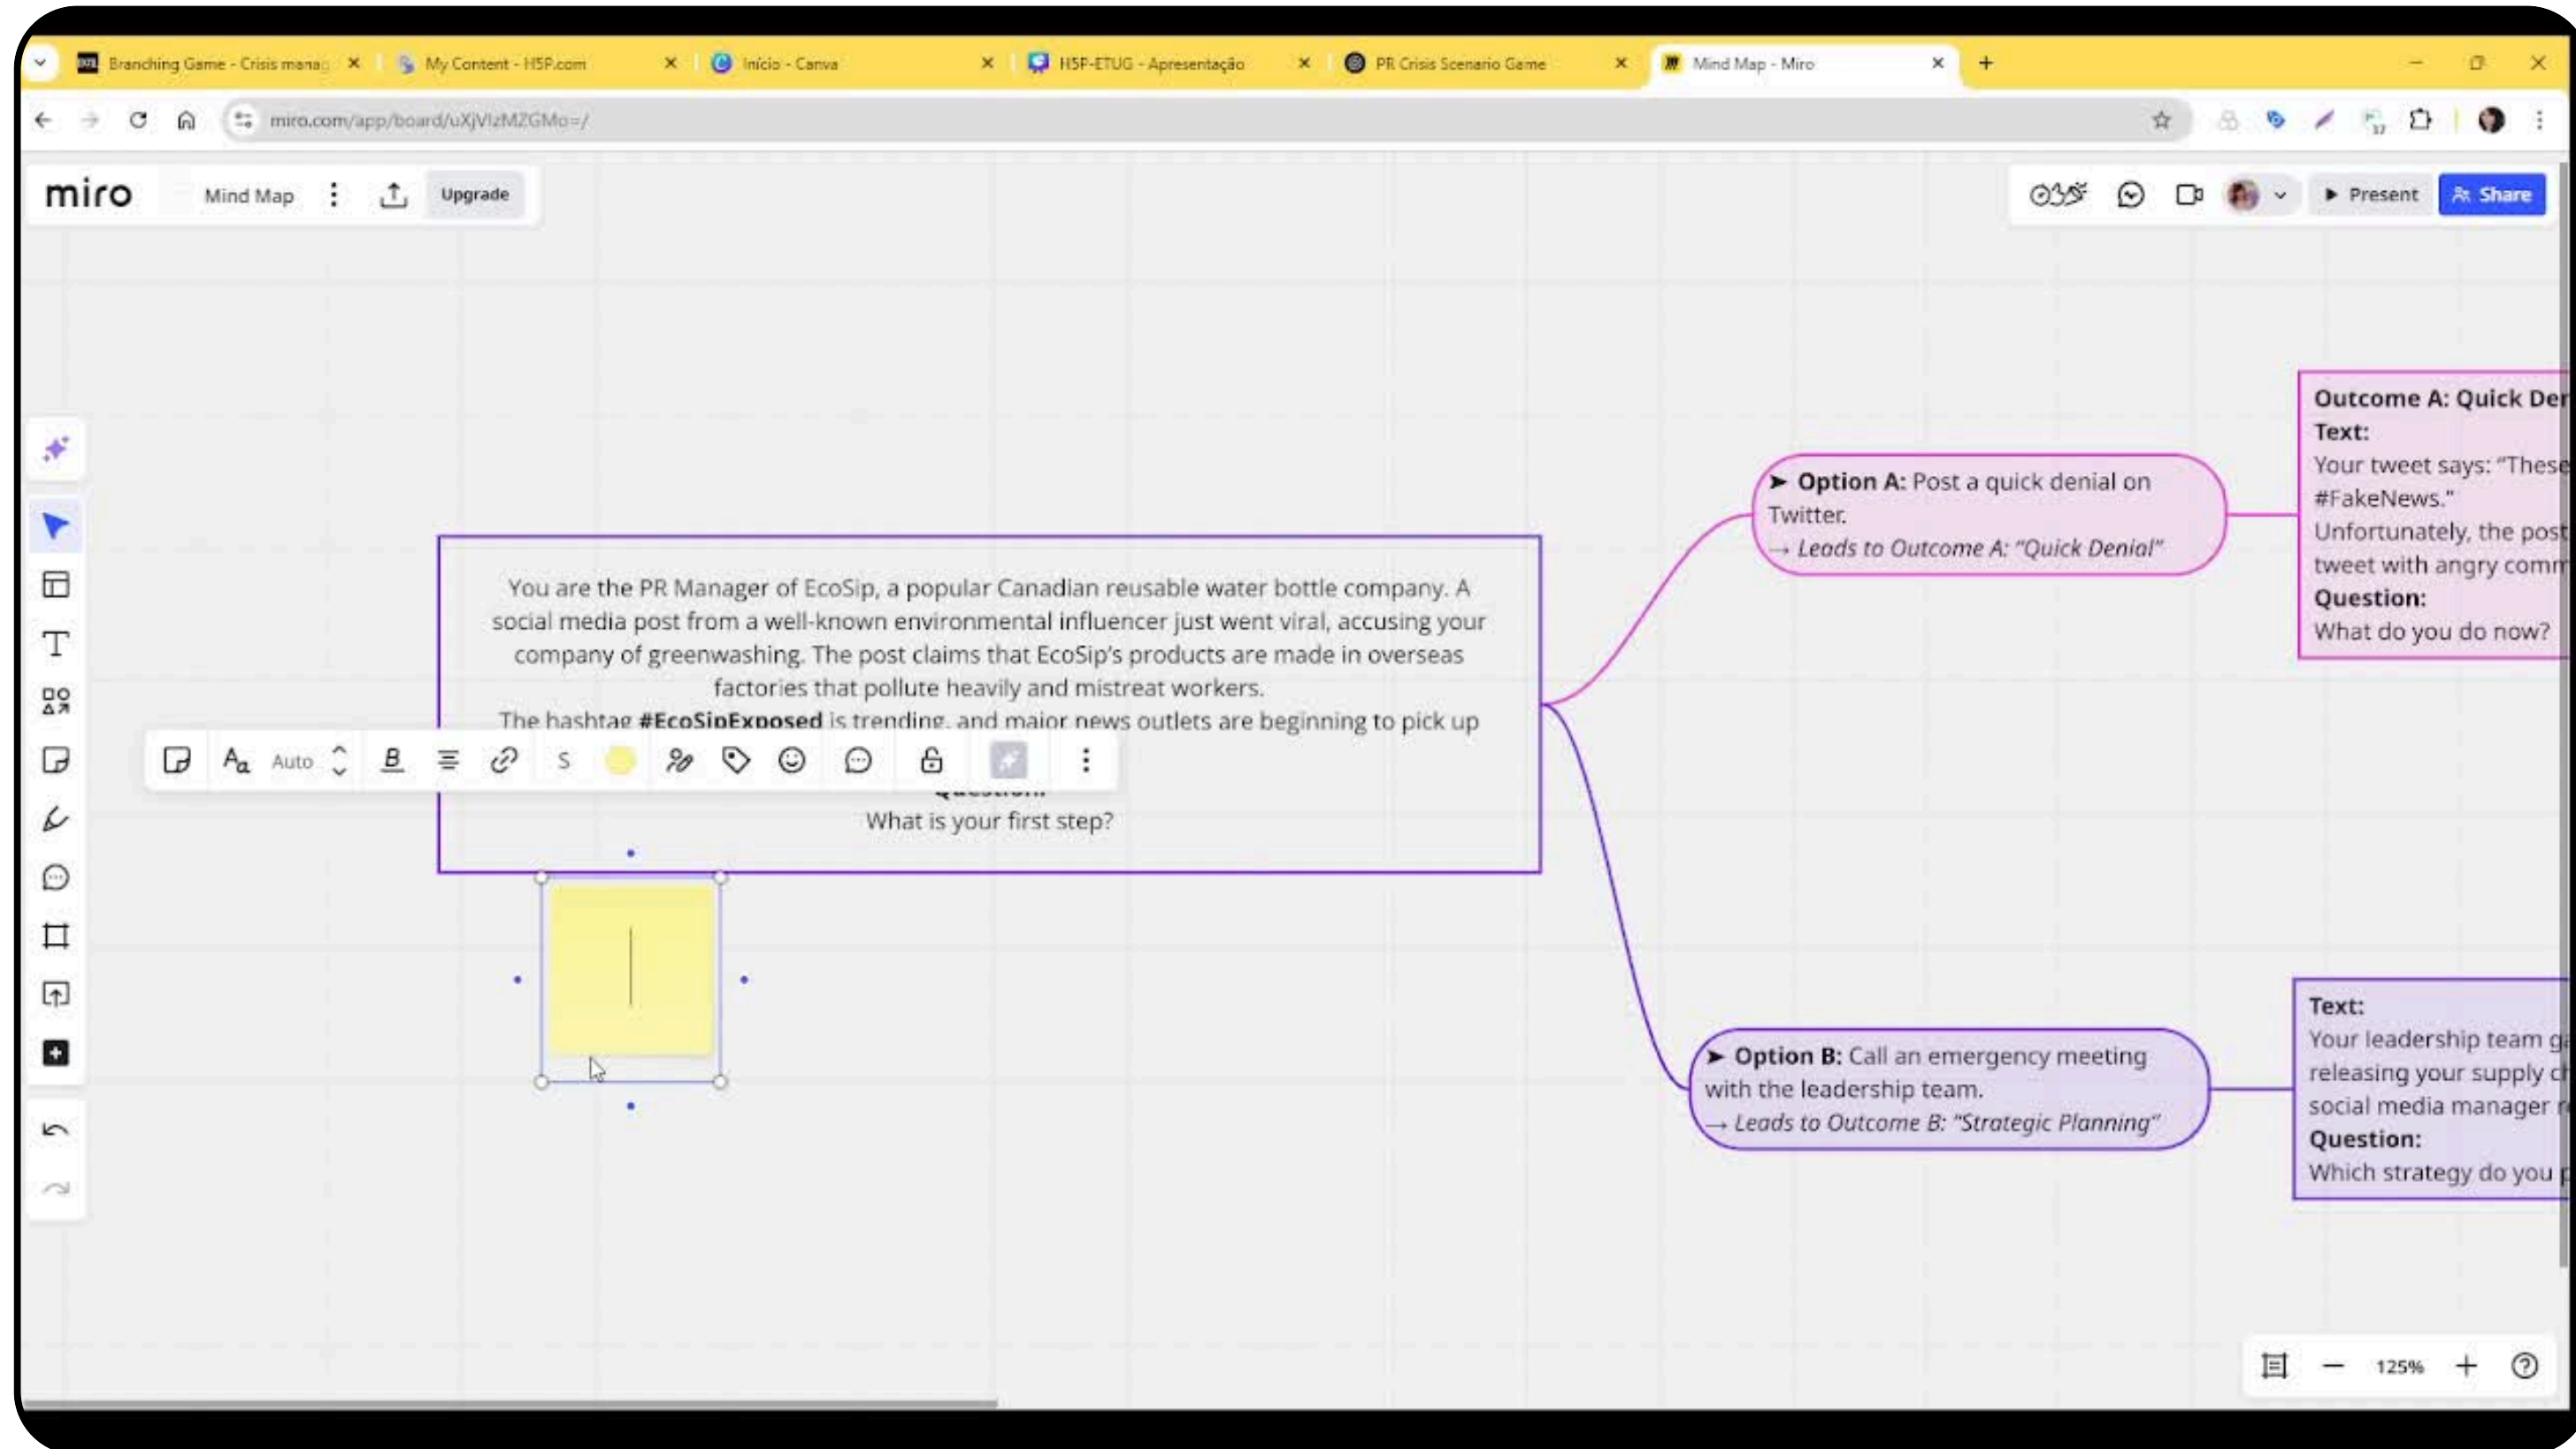 Branching Game - Crisis manag
My Content - H5P.com
Início - Canva
H5P-ETUG - Apresentação
PR Crisis Scenario Game
Mind Map - Miro
miro.com/app/board/uXjVIzMZGMo=/
miro
Mind Map
Upgrade
Present
Share
You are the PR Manager of EcoSip, a popular Canadian reusable water bottle company. A
social media post from a well-known environmental influencer just went viral, accusing your
company of greenwashing. The post claims that EcoSip’s products are made in overseas
factories that pollute heavily and mistreat workers.
The hashtag #EcoSipExposed is trending, and major news outlets are beginning to pick up
Auto
B
S
Question:
What is your first step?
➤ Option A: Post a quick denial on
Twitter.
→ Leads to Outcome A: “Quick Denial”
Outcome A: Quick Den
Text:
Your tweet says: “These
#FakeNews.”
Unfortunately, the post
tweet with angry comm
Question:
What do you do now?
➤ Option B: Call an emergency meeting
with the leadership team.
→ Leads to Outcome B: “Strategic Planning”
Text:
Your leadership team ga
releasing your supply ch
social media manager r
Question:
Which strategy do you p
125%